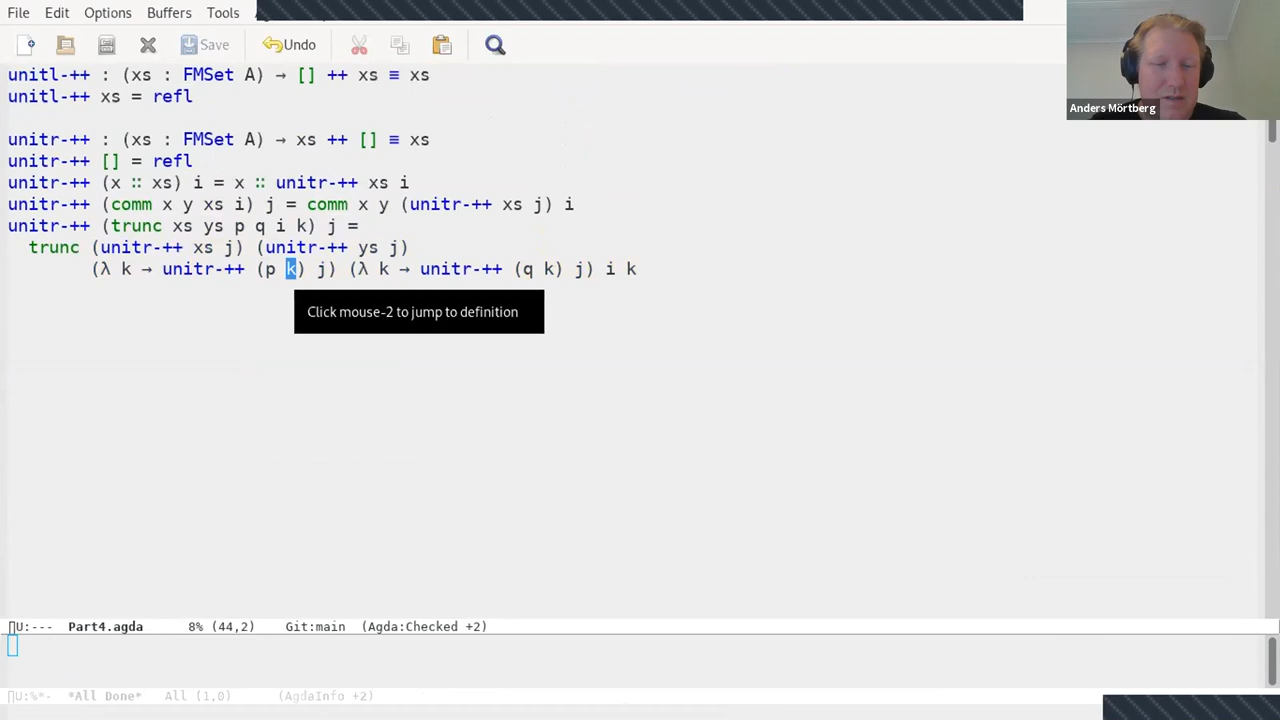 File Edit Options Buffers Tools
Save Undo
Anders Mörtberg
unitl-++ : (xs : FMSet A) → [] ++ xs ≡ xs
unitl-++ xs = refl
unitr-++ : (xs : FMSet A) → xs ++ [] ≡ xs
unitr-++ [] = refl
unitr-++ (x ∷ xs) i = x ∷ unitr-++ xs i
unitr-++ (comm x y xs i) j = comm x y (unitr-++ xs j) i
unitr-++ (trunc xs ys p q i k) j =
trunc (unitr-++ xs j) (unitr-++ ys j)
(λ k → unitr-++ (p k) j) (λ k → unitr-++ (q k) j) i k
Click mouse-2 to jump to definition
U:--- Part4.agda 8% (44,2) Git:main (Agda:Checked +2)
U:%*- *All Done* All (1,0) (AgdaInfo +2)